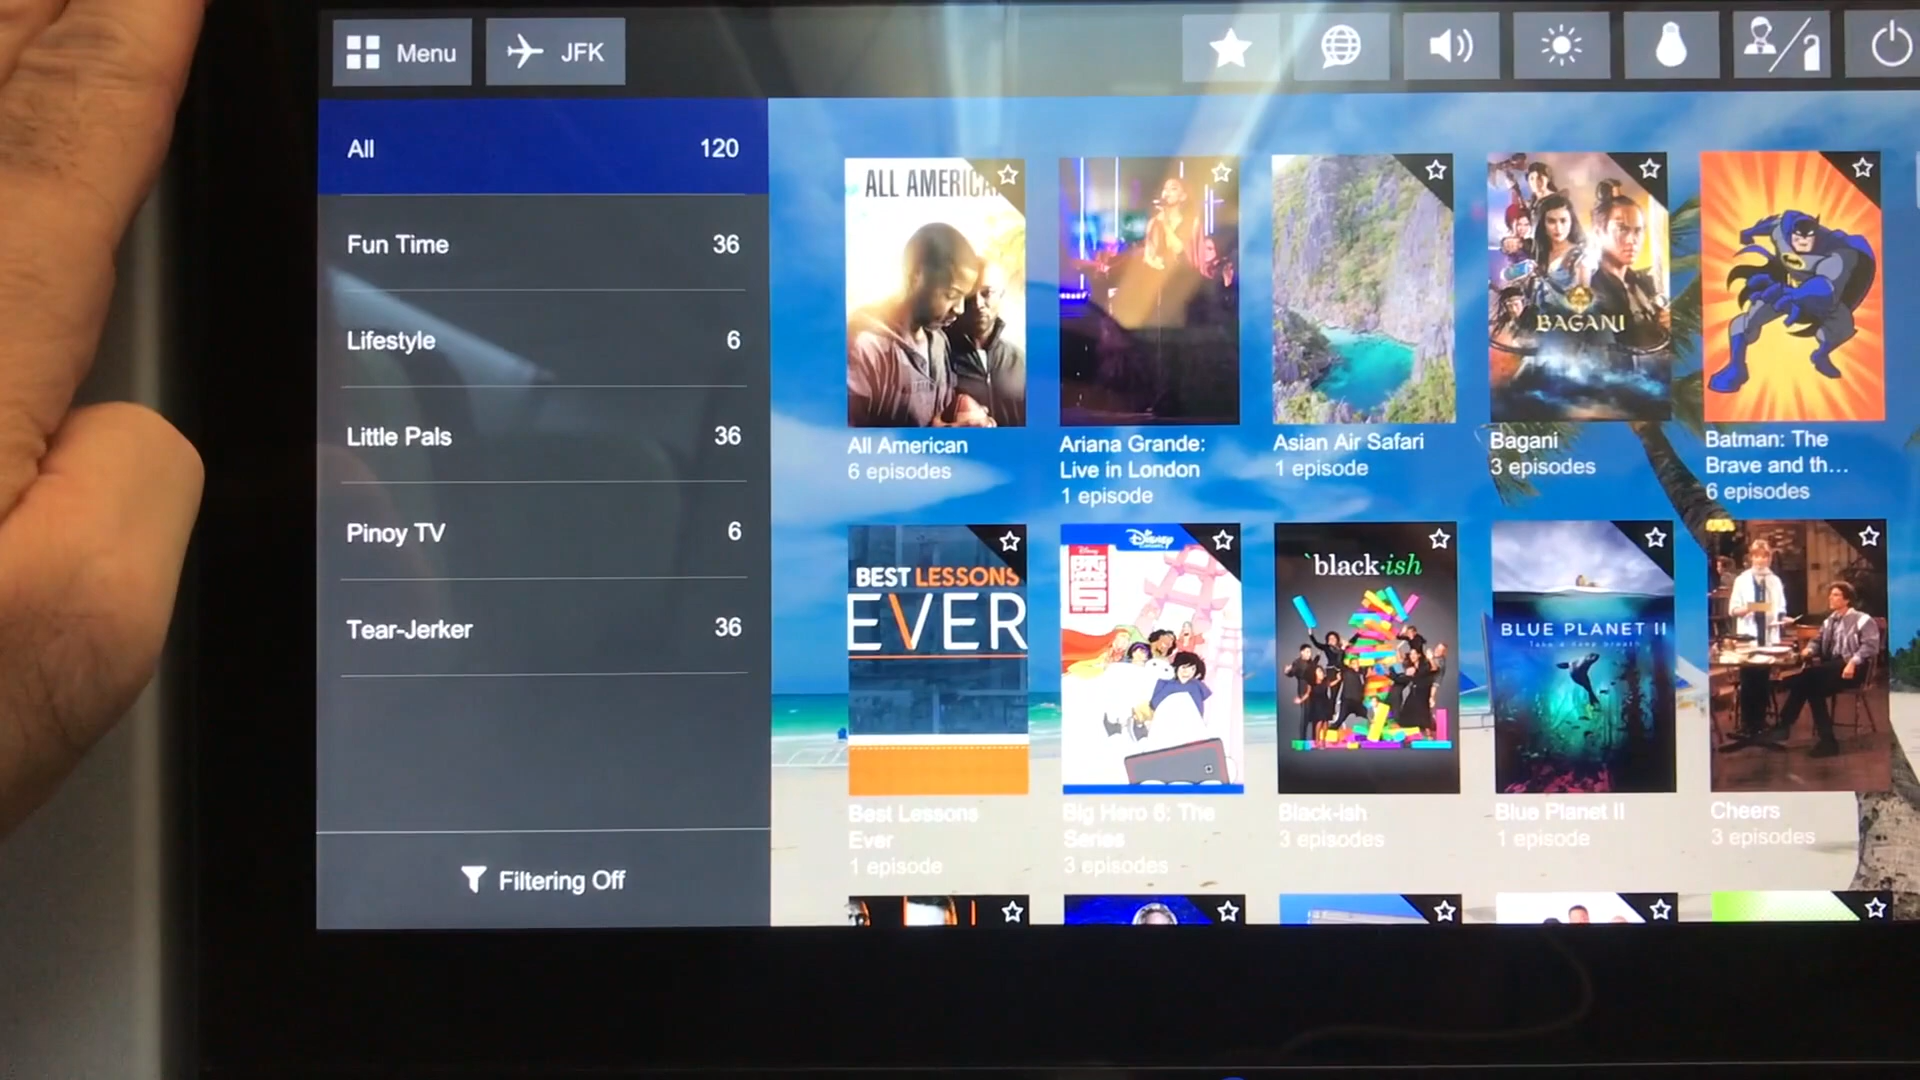 Menu
JFK
All 120
Fun Time 36
Lifestyle 6
Little Pals 36
Pinoy TV 6
Tear-Jerker 36
Filtering Off
ALL AMERICA
BAGANI
All American
6 episodes
Ariana Grande:
Live in London
1 episode
Asian Air Safari
1 episode
Bagani
3 episodes
Batman: The
Brave and th...
6 episodes
BEST LESSONS
EVER
Disney
6
`black-ish
BLUE PLANET II
Take a deep breath
Best Lessons
Ever
1 episode
Big Hero 6: The
Series
3 episodes
Black-ish
3 episodes
Blue Planet II
1 episode
Cheers
3 episodes